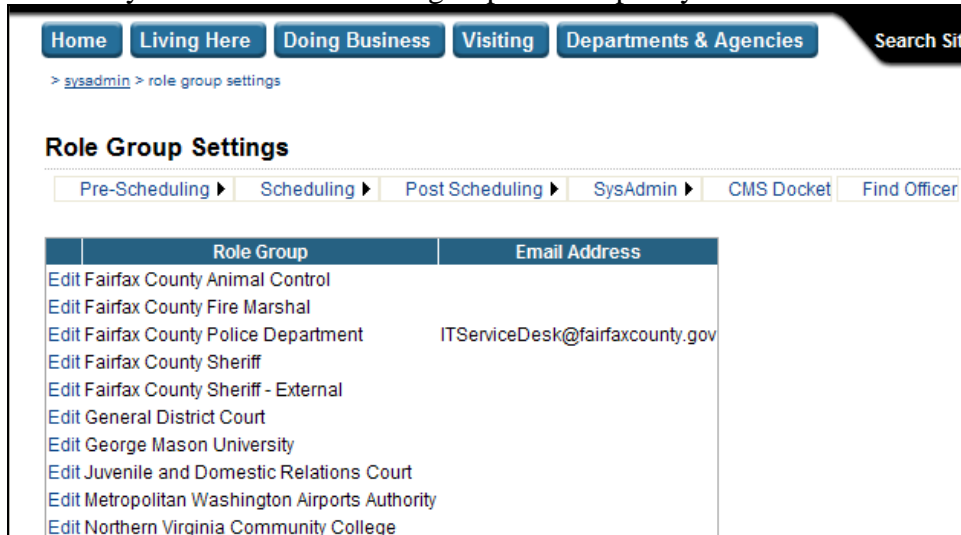 Home Living Here Doing Business Visiting Departments & Agencies Search Sit
> sysadmin > role group settings
Role Group Settings
Pre-Scheduling Scheduling Post Scheduling SysAdmin CMS Docket Find Officer
Role Group Email Address
Edit Fairfax County Animal Control
Edit Fairfax County Fire Marshal
Edit Fairfax County Police Department ITServiceDesk@fairfaxcounty.gov
Edit Fairfax County Sheriff
Edit Fairfax County Sheriff - External
Edit General District Court
Edit George Mason University
Edit Juvenile and Domestic Relations Court
Edit Metropolitan Washington Airports Authority
Edit Northern Virginia Community College